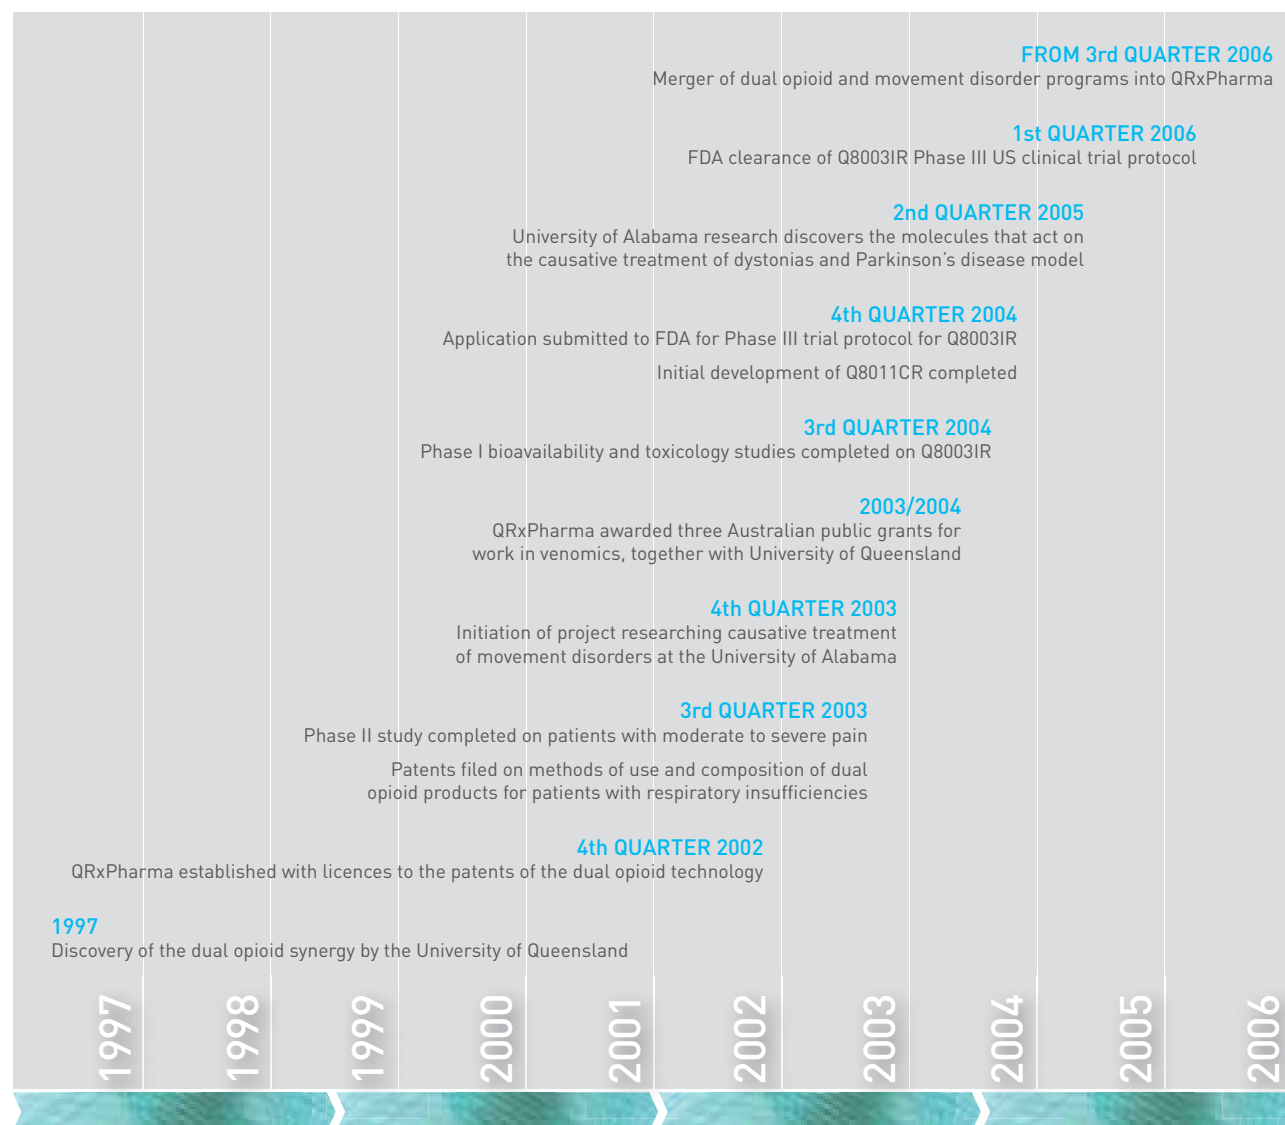 FROM 3rd QUARTER 2006
Merger of dual opioid and movement disorder programs into QRxPharma
1st QUARTER 2006
FDA clearance of Q8003IR Phase III US clinical trial protocol
2nd QUARTER 2005
University of Alabama research discovers the molecules that act on
the causative treatment of dystonias and Parkinson's disease model
4th QUARTER 2004
Application submitted to FDA for Phase III trial protocol for Q8003IR
Initial development of Q8011CR completed
3rd QUARTER 2004
Phase I bioavailability and toxicology studies completed on Q8003IR
2003/2004
QRxPharma awarded three Australian public grants for
work in venomics, together with University of Queensland
4th QUARTER 2003
Initiation of project researching causative treatment
of movement disorders at the University of Alabama
3rd QUARTER 2003
Phase II study completed on patients with moderate to severe pain
Patents filed on methods of use and composition of dual
opioid products for patients with respiratory insufficiencies
4th QUARTER 2002
QRxPharma established with licences to the patents of the dual opioid technology
1997
Discovery of the dual opioid synergy by the University of Queensland
1997
1998
1999
2000
2001
2002
2003
2004
2005
2006